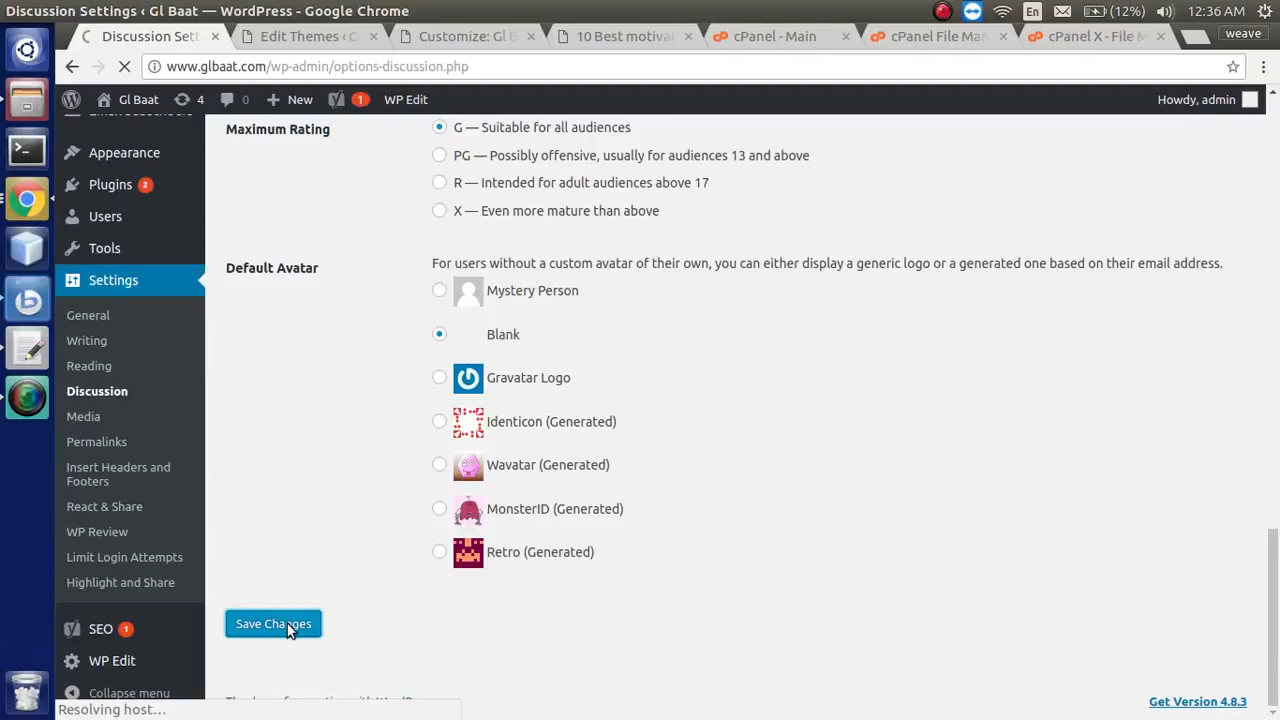 Discussion Settings ‹ Gl Baat — WordPress - Google Chrome
En
(12%)
12:36 AM
Discussion Sett
Edit Themes ‹ G
Customize: Gl B
10 Best motiva
cPanel - Main
cPanel File Man
cPanel X - File M
weave
www.glbaat.com/wp-admin/options-discussion.php
Gl Baat
4
0
New
1
WP Edit
Howdy, admin
Appearance
Plugins 2
Users
Tools
Settings
General
Writing
Reading
Discussion
Media
Permalinks
Insert Headers and
Footers
React & Share
WP Review
Limit Login Attempts
Highlight and Share
SEO 1
WP Edit
Collapse menu
Maximum Rating
G — Suitable for all audiences
PG — Possibly offensive, usually for audiences 13 and above
R — Intended for adult audiences above 17
X — Even more mature than above
Default Avatar
For users without a custom avatar of their own, you can either display a generic logo or a generated one based on their email address.
Mystery Person
Blank
Gravatar Logo
Identicon (Generated)
Wavatar (Generated)
MonsterID (Generated)
Retro (Generated)
Save Changes
Get Version 4.8.3
Resolving host…